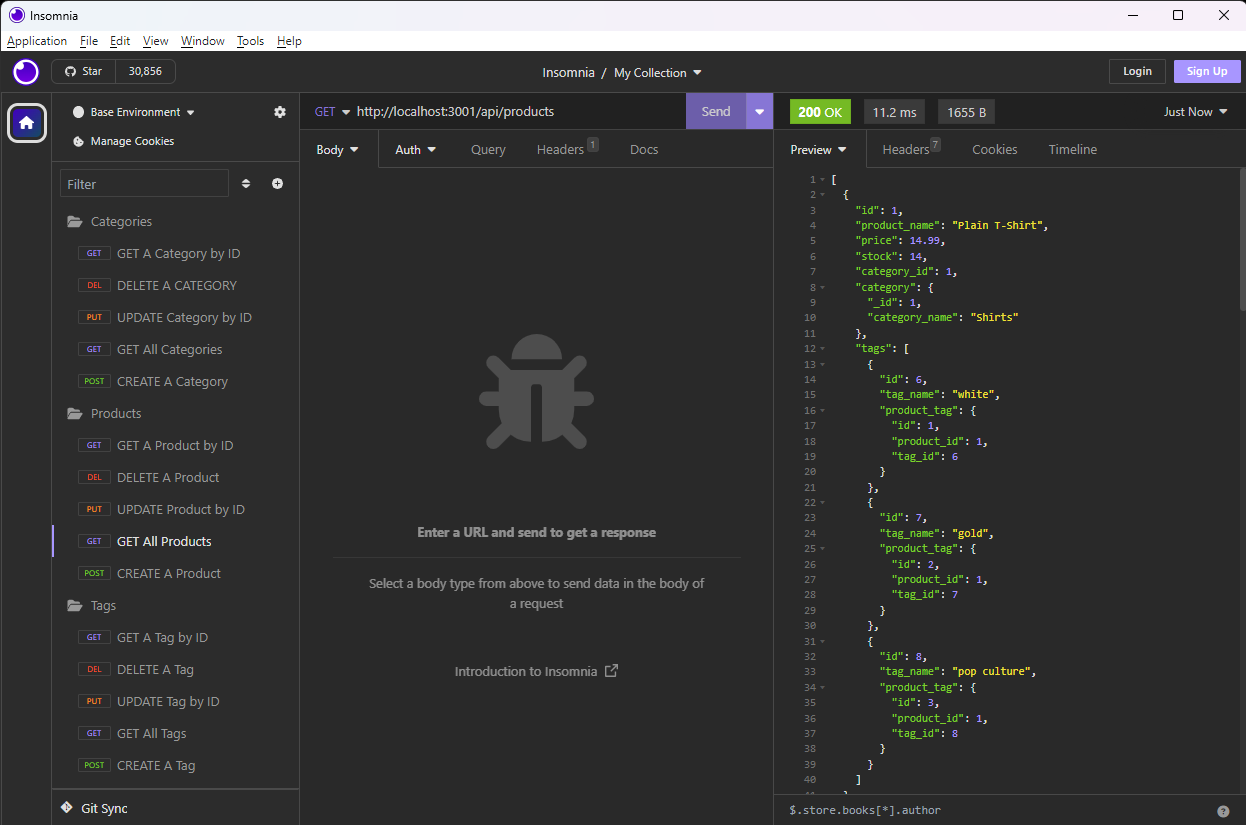 Insomnia
Application File Edit View Window Tools Help
Star 30,856
Insomnia / My Collection
Login
Sign Up
Base Environment
Manage Cookies
Filter
Categories
GET GET A Category by ID
DEL DELETE A CATEGORY
PUT UPDATE Category by ID
GET GET All Categories
POST CREATE A Category
Products
GET GET A Product by ID
DEL DELETE A Product
PUT UPDATE Product by ID
GET GET All Products
POST CREATE A Product
Tags
GET GET A Tag by ID
DEL DELETE A Tag
PUT UPDATE Tag by ID
GET GET All Tags
POST CREATE A Tag
Git Sync
GET http://localhost:3001/api/products Send
Body Auth Query Headers 1 Docs
Enter a URL and send to get a response
Select a body type from above to send data in the body of
a request
Introduction to Insomnia
200 OK 11.2 ms 1655 B Just Now
Preview Headers 7 Cookies Timeline
1 [
2 {
3 "id": 1,
4 "product_name": "Plain T-Shirt",
5 "price": 14.99,
6 "stock": 14,
7 "category_id": 1,
8 "category": {
9 "_id": 1,
10 "category_name": "Shirts"
11 },
12 "tags": [
13 {
14 "id": 6,
15 "tag_name": "white",
16 "product_tag": {
17 "id": 1,
18 "product_id": 1,
19 "tag_id": 6
20 }
21 },
22 {
23 "id": 7,
24 "tag_name": "gold",
25 "product_tag": {
26 "id": 2,
27 "product_id": 1,
28 "tag_id": 7
29 }
30 },
31 {
32 "id": 8,
33 "tag_name": "pop culture",
34 "product_tag": {
35 "id": 3,
36 "product_id": 1,
37 "tag_id": 8
38 }
39 }
40 ]
$.store.books[*].author